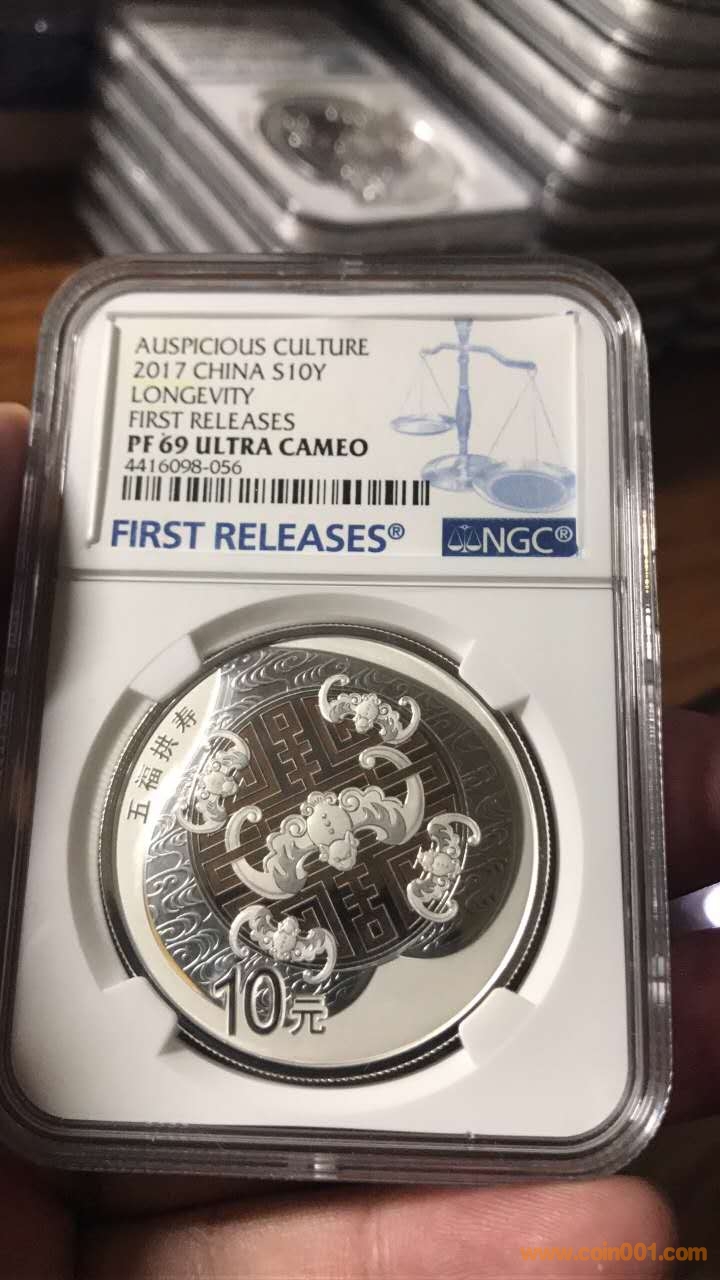 AUSPICIOUS CULTURE
2017 CHINA S10Y
LONGEVITY
FIRST RELEASES
PF 69 ULTRA CAMEO
4416098-056
FIRST RELEASES®
NGC®
五福拱寿
10元
www.coin001.com